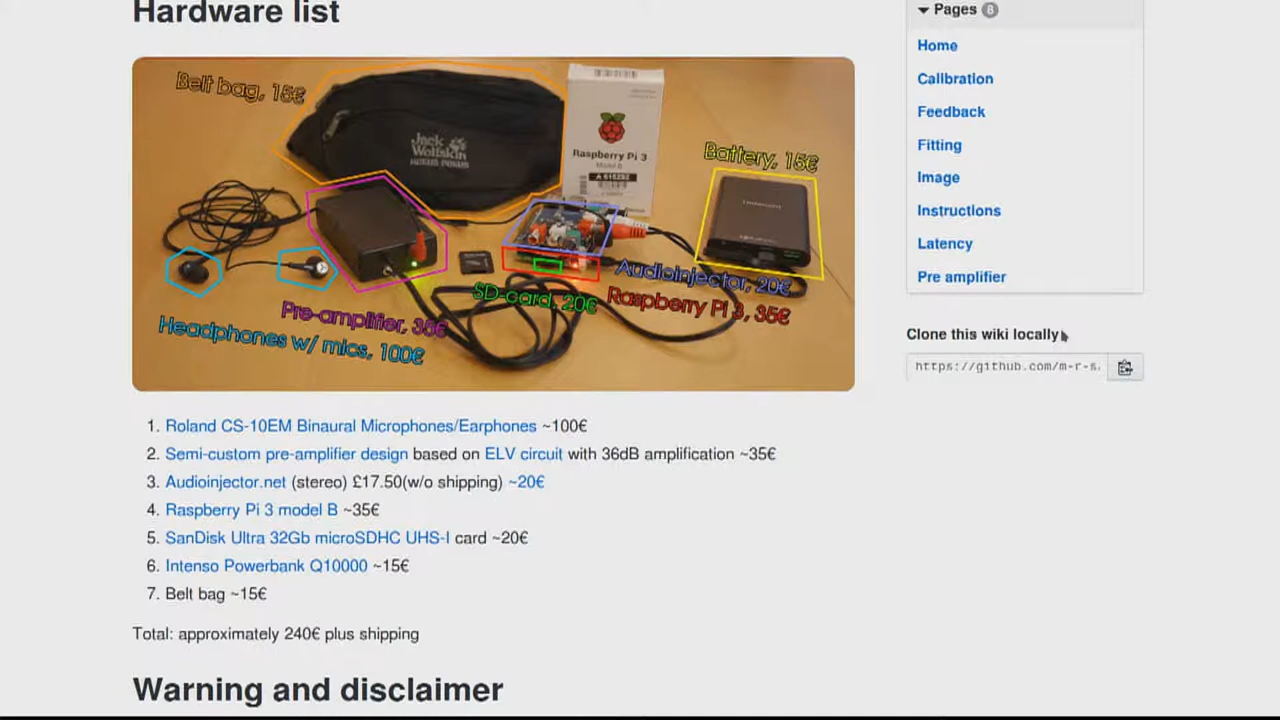 Hardware list
Belt bag, 15€
Jack
Wolfskin
Raspberry Pi 3
Model B
Battery, 15€
Audioinjector, 20€
SD-card, 20€
Raspberry Pi 3, 35€
Pre-amplifier, 35€
Headphones w/ mics, 100€
1. Roland CS-10EM Binaural Microphones/Earphones ~100€
2. Semi-custom pre-amplifier design based on ELV circuit with 36dB amplification ~35€
3. Audioinjector.net (stereo) £17.50(w/o shipping) ~20€
4. Raspberry Pi 3 model B ~35€
5. SanDisk Ultra 32Gb microSDHC UHS-I card ~20€
6. Intenso Powerbank Q10000 ~15€
7. Belt bag ~15€
Total: approximately 240€ plus shipping
Warning and disclaimer
Pages 8
Home
Calibration
Feedback
Fitting
Image
Instructions
Latency
Pre amplifier
Clone this wiki locally
https://github.com/m-r-s